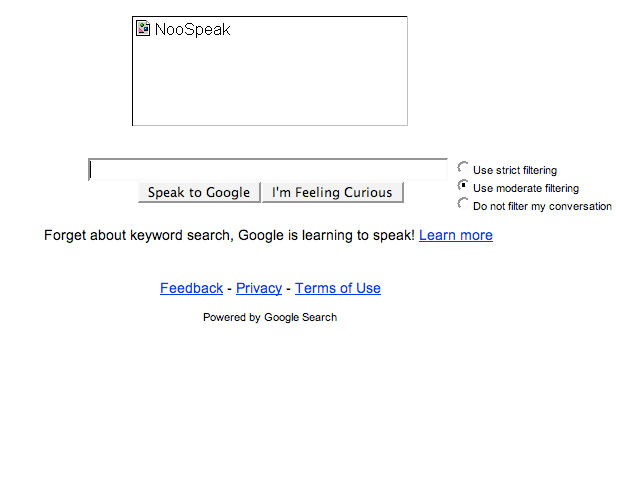 NooSpeak
Use strict filtering
Speak to Google I'm Feeling Curious
Use moderate filtering
Do not filter my conversation
Forget about keyword search, Google is learning to speak! Learn more
Feedback - Privacy - Terms of Use
Powered by Google Search